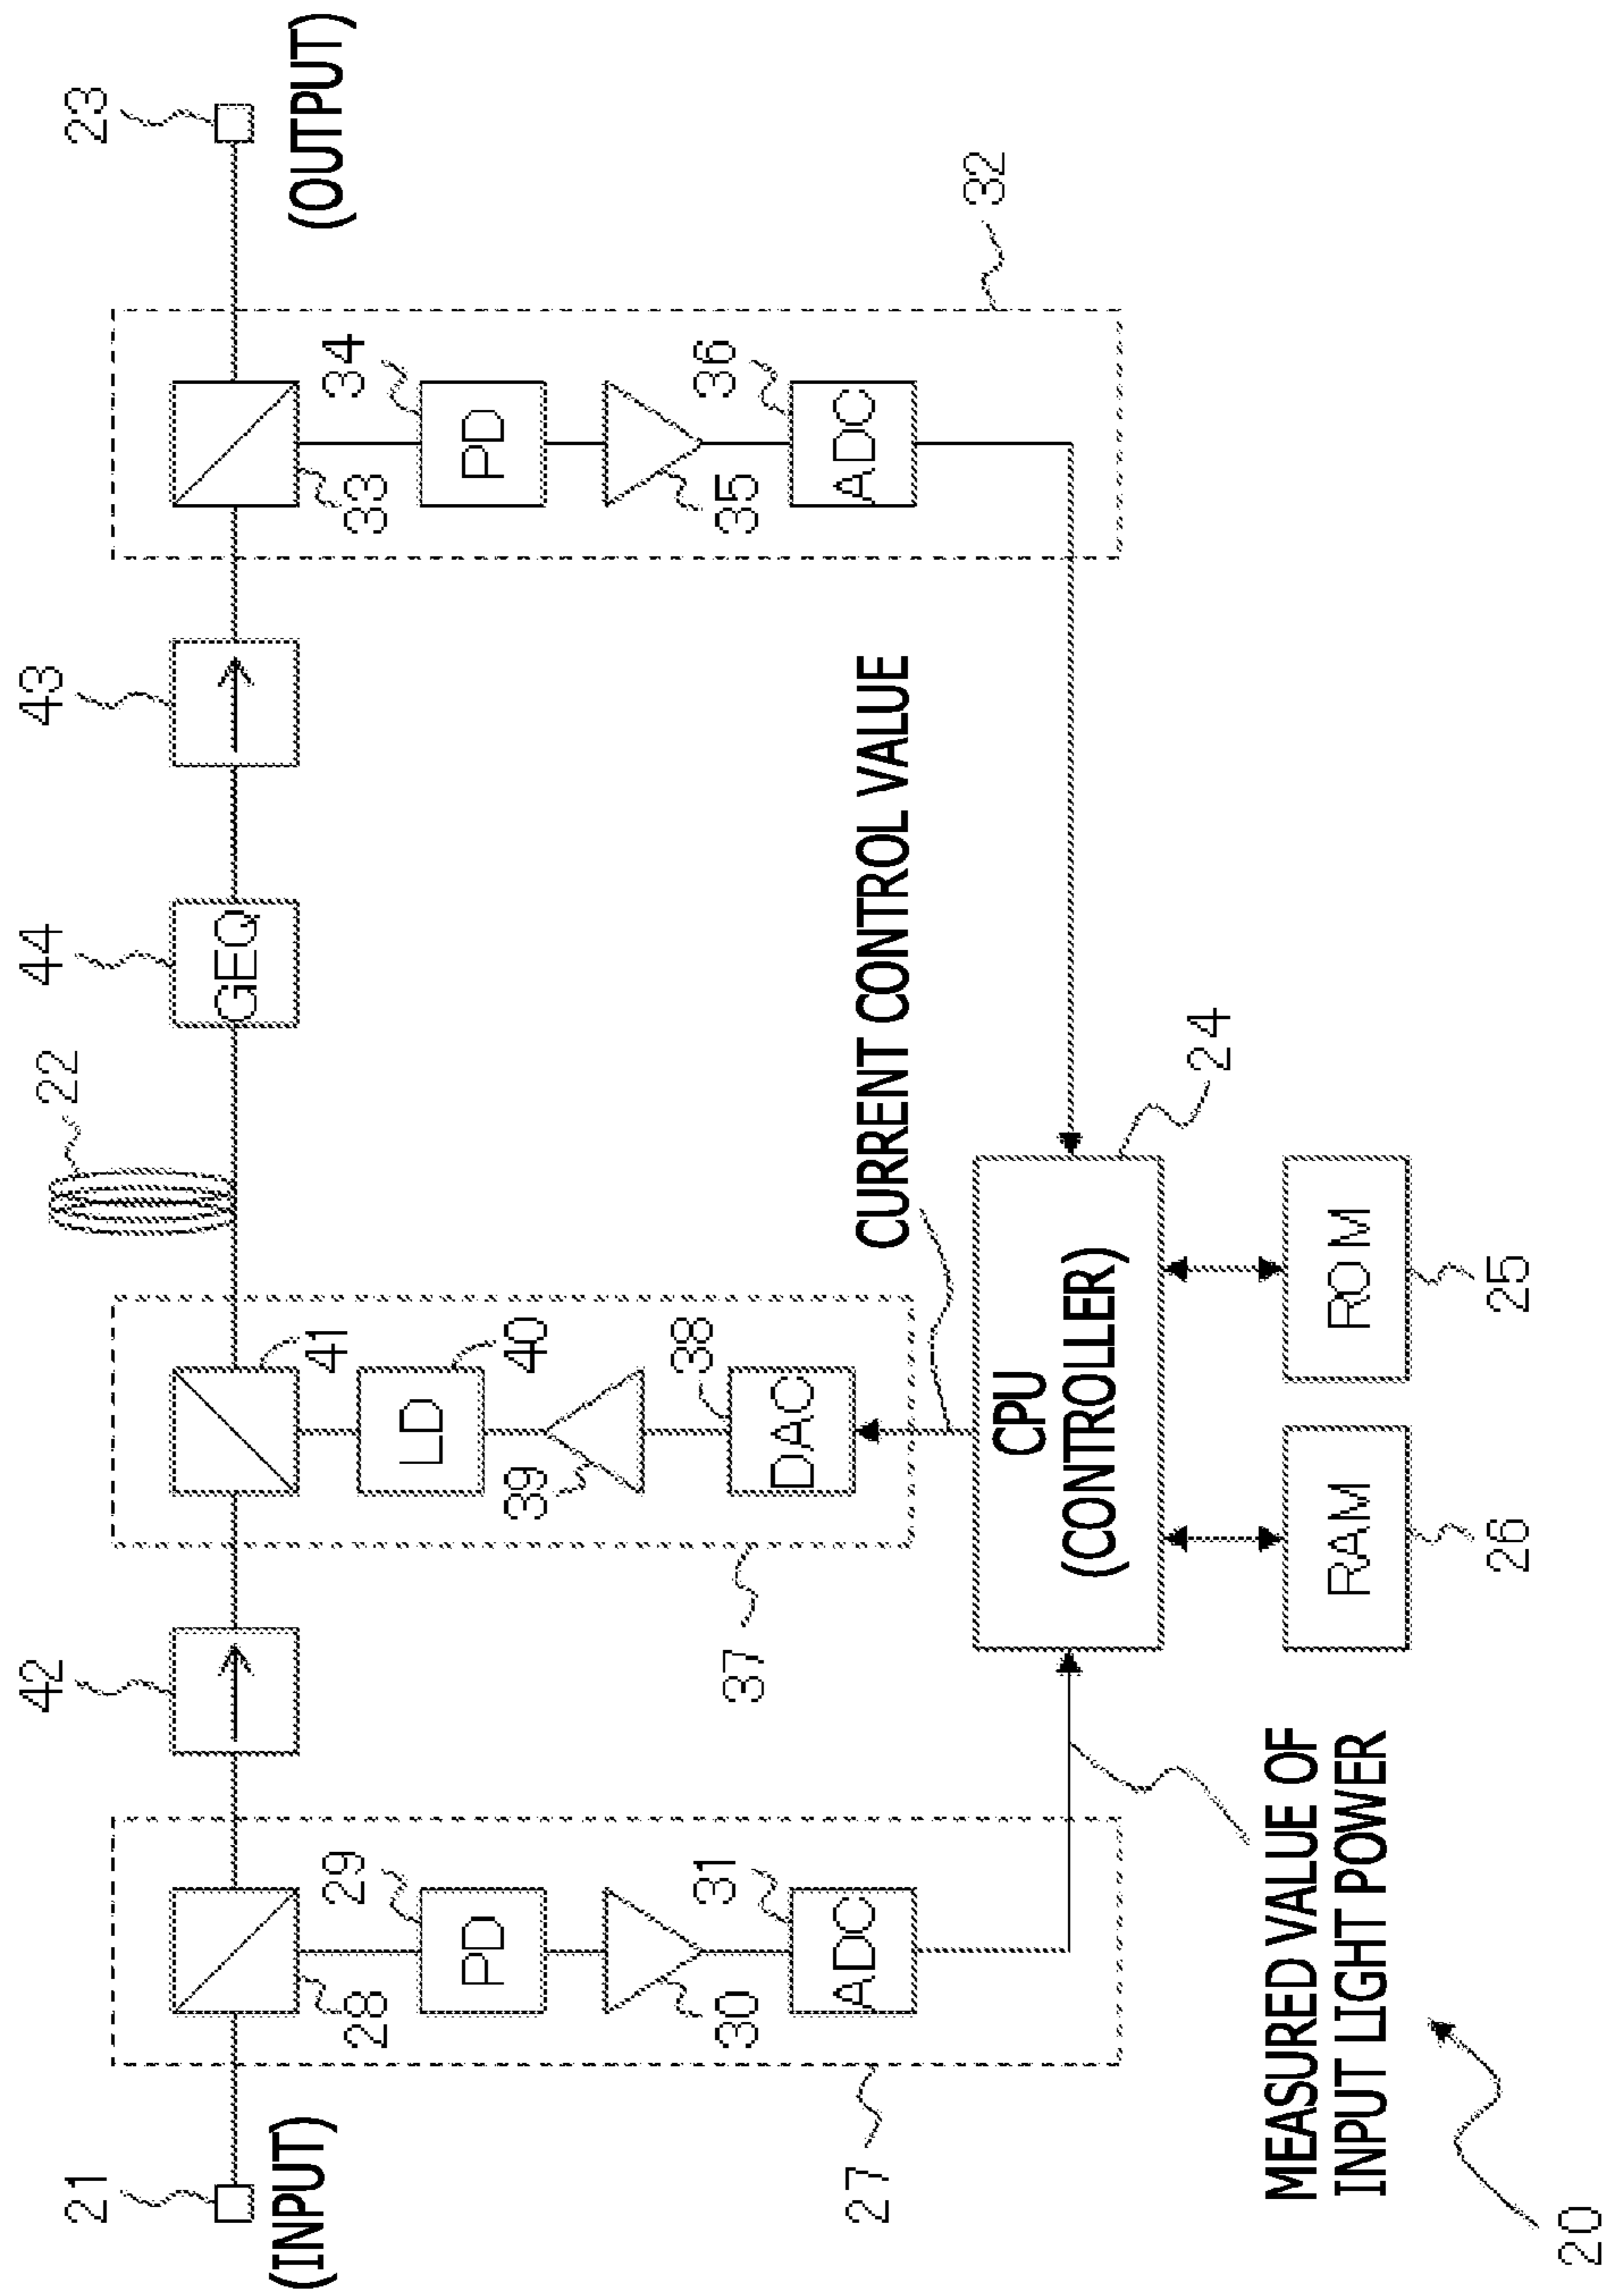 21
(INPUT)
27
28
29
PD
30
31
ADC
42
37
41
LD
40
39
38
DAC
22
44
GEQ
43
32
33
34
PD
35
36
ADC
23
(OUTPUT)
CURRENT CONTROL VALUE
CPU
(CONTROLLER)
24
RAM
26
ROM
25
MEASURED VALUE OF
INPUT LIGHT POWER
20